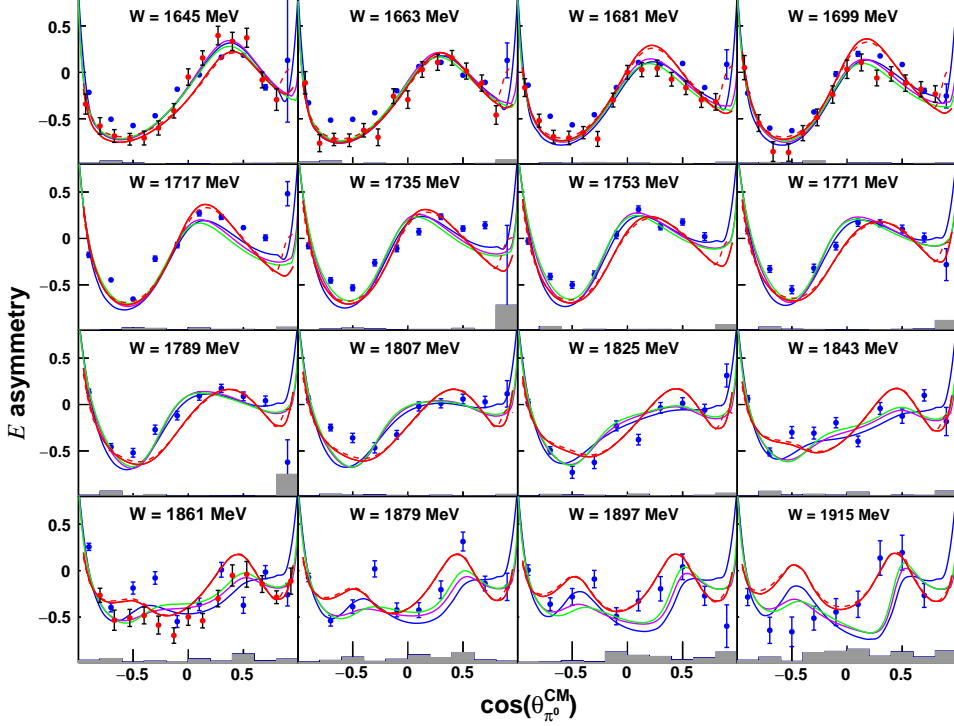 W = 1645 MeV W = 1663 MeV W = 1681 MeV W = 1699 MeV
0.5
0
−0.5
W = 1717 MeV W = 1735 MeV W = 1753 MeV W = 1771 MeV
0.5
0
−0.5
W = 1789 MeV W = 1807 MeV W = 1825 MeV W = 1843 MeV
0.5
0
−0.5
W = 1861 MeV W = 1879 MeV W = 1897 MeV W = 1915 MeV
0.5
0
−0.5
−0.5 0 0.5 −0.5 0 0.5 −0.5 0 0.5 −0.5 0 0.5
E asymmetry
cos(θ_{π⁰}^{CM})